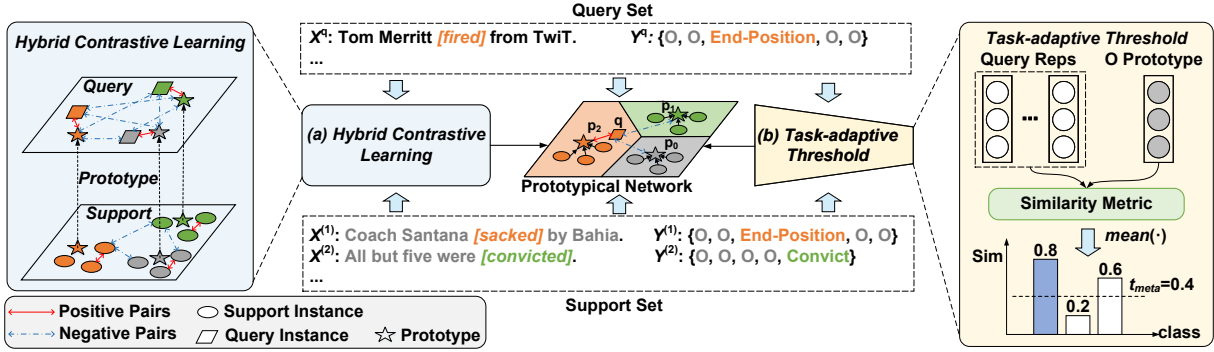 Query Set
X^q: Tom Merritt [fired] from TwiT. Y^q: {O, O, End-Position, O, O}
...
Hybrid Contrastive Learning
Query
Prototype
Support
(a) Hybrid Contrastive
Learning
p₁
p₂
q
p₀
Prototypical Network
(b) Task-adaptive
Threshold
X⁽¹⁾: Coach Santana [sacked] by Bahia. Y⁽¹⁾: {O, O, End-Position, O, O}
X⁽²⁾: All but five were [convicted]. Y⁽²⁾: {O, O, O, O, Convict}
...
Support Set
Positive Pairs
Support Instance
Negative Pairs
Query Instance
Prototype
Task-adaptive Threshold
Query Reps
O Prototype
...
Similarity Metric
mean(·)
Sim
0.8
0.6
t_meta=0.4
0.2
class